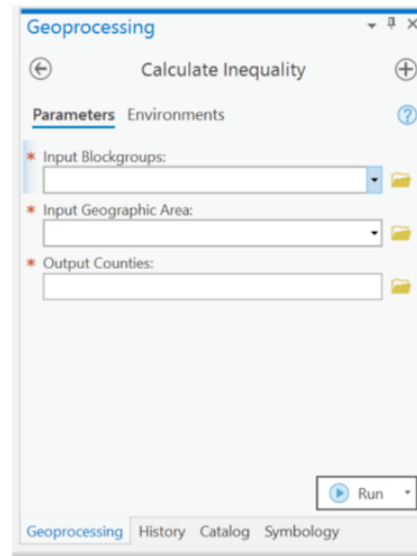 Geoprocessing
Calculate Inequality
Parameters Environments
* Input Blockgroups:
* Input Geographic Area:
* Output Counties:
Run
Geoprocessing History Catalog Symbology